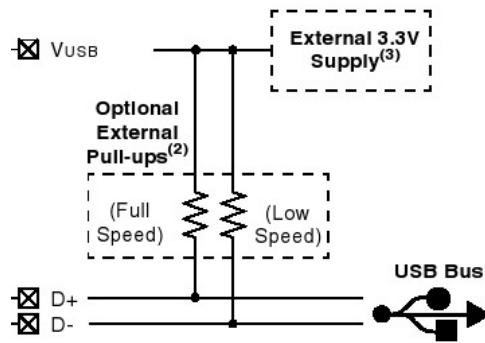 VUSB
External 3.3V
Supply(3)
Optional
External
Pull-ups(2)
(Full
Speed)
(Low
Speed)
USB Bus
D+
D-